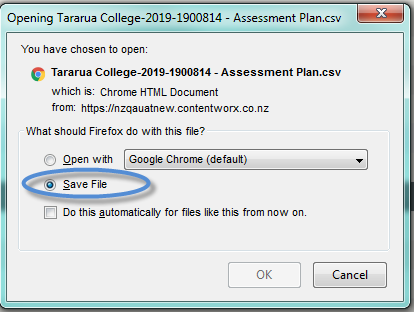 Opening Tararua College-2019-1900814 - Assessment Plan.csv
You have chosen to open:
Tararua College-2019-1900814 - Assessment Plan.csv
which is: Chrome HTML Document
from: https://nzqauatnew.contentworx.co.nz
What should Firefox do with this file?
Open with Google Chrome (default)
Save File
Do this automatically for files like this from now on.
OK Cancel